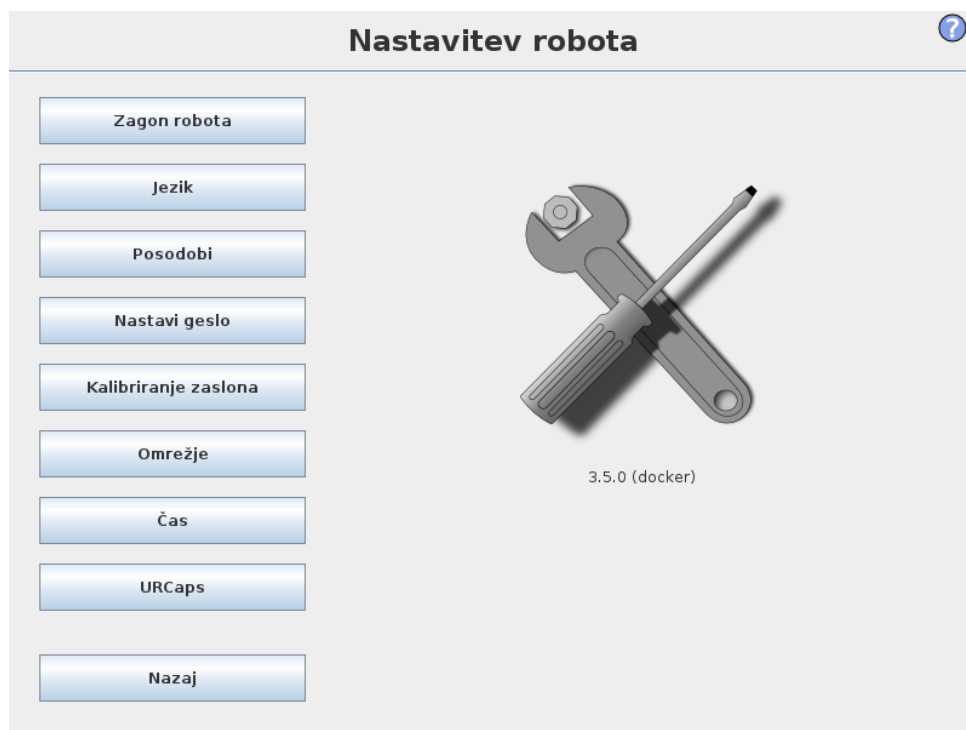 Nastavitev robota
?
Zagon robota
Jezik
Posodobi
Nastavi geslo
Kalibriranje zaslona
Omrežje
Čas
URCaps
Nazaj
3.5.0 (docker)